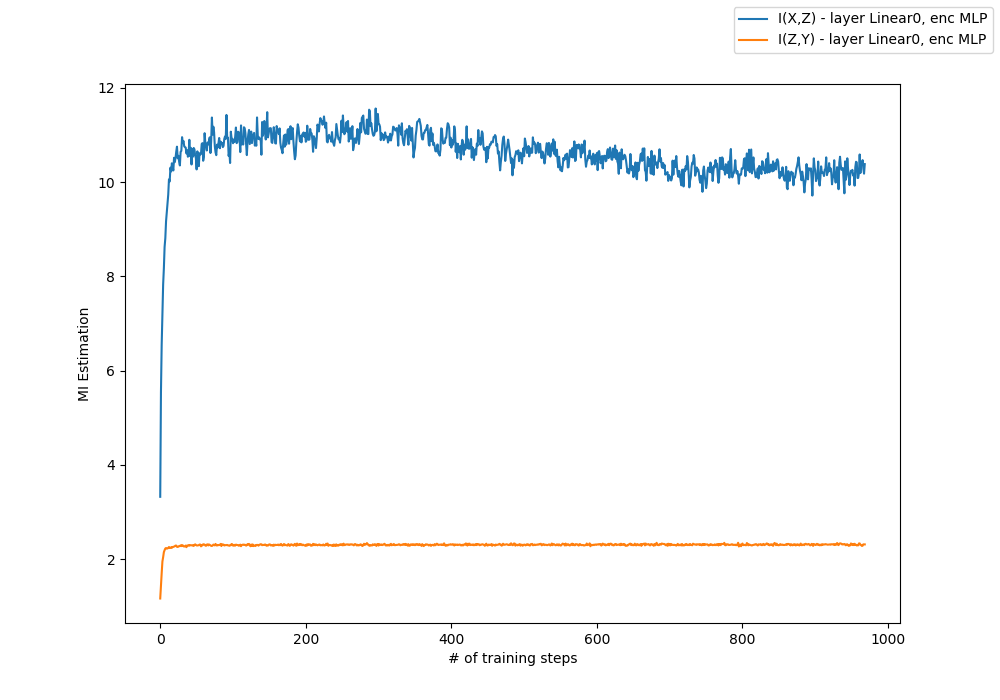 I(X,Z) - layer Linear0, enc MLP
I(Z,Y) - layer Linear0, enc MLP
12
10
8
6
4
2
MI Estimation
0 200 400 600 800 1000
# of training steps